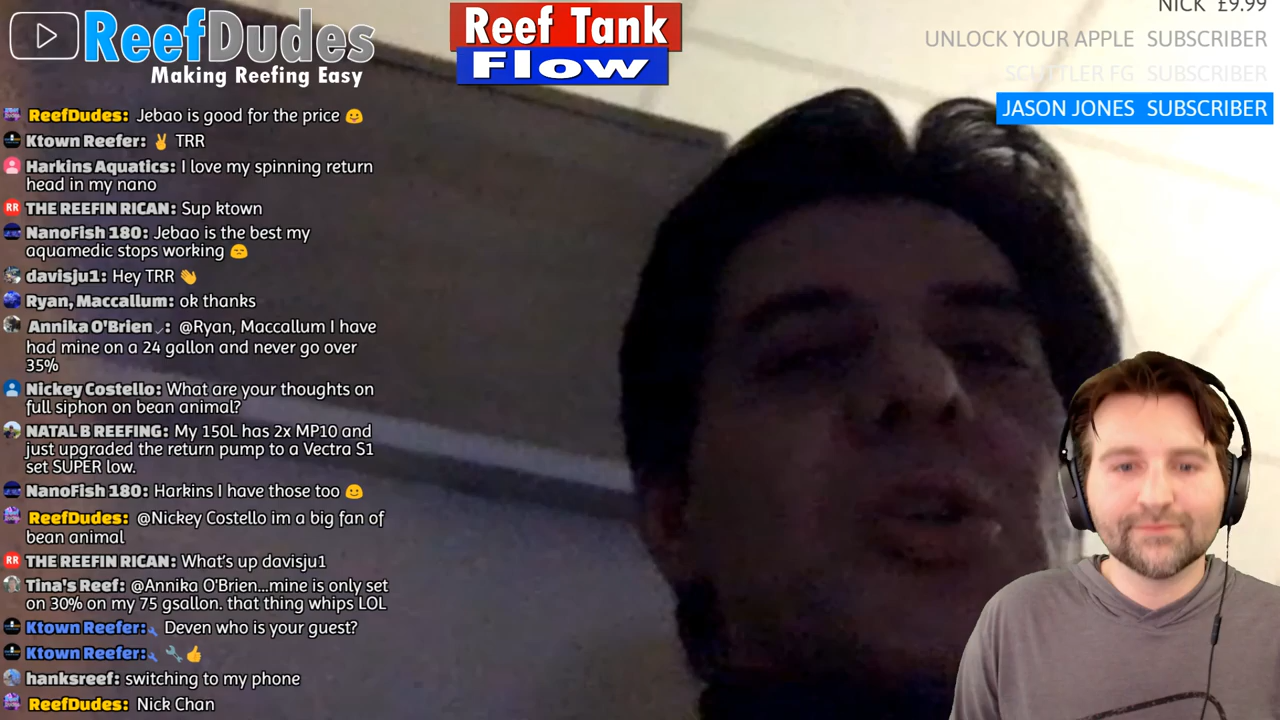 ReefDudes
Making Reefing Easy
Reef Tank
Flow
NICK £9.99
UNLOCK YOUR APPLE SUBSCRIBER
SCUTTLER FG SUBSCRIBER
JASON JONES SUBSCRIBER
ReefDudes: Jebao is good for the price
Ktown Reefer: TRR
Harkins Aquatics: I love my spinning return
head in my nano
RR THE REEFIN RICAN: Sup ktown
NanoFish 180: Jebao is the best my
aquamedic stops working
davisju1: Hey TRR
Ryan, Maccallum: ok thanks
Annika O'Brien: @Ryan, Maccallum I have
had mine on a 24 gallon and never go over
35%
Nickey Costello: What are your thoughts on
full siphon on bean animal?
NATAL B REEFING: My 150L has 2x MP10 and
just upgraded the return pump to a Vectra S1
set SUPER low.
NanoFish 180: Harkins I have those too
ReefDudes: @Nickey Costello im a big fan of
bean animal
RR THE REEFIN RICAN: What's up davisju1
Tina's Reef: @Annika O'Brien...mine is only set
on 30% on my 75 gsallon. that thing whips LOL
Ktown Reefer: Deven who is your guest?
Ktown Reefer:
hanksreef: switching to my phone
ReefDudes: Nick Chan